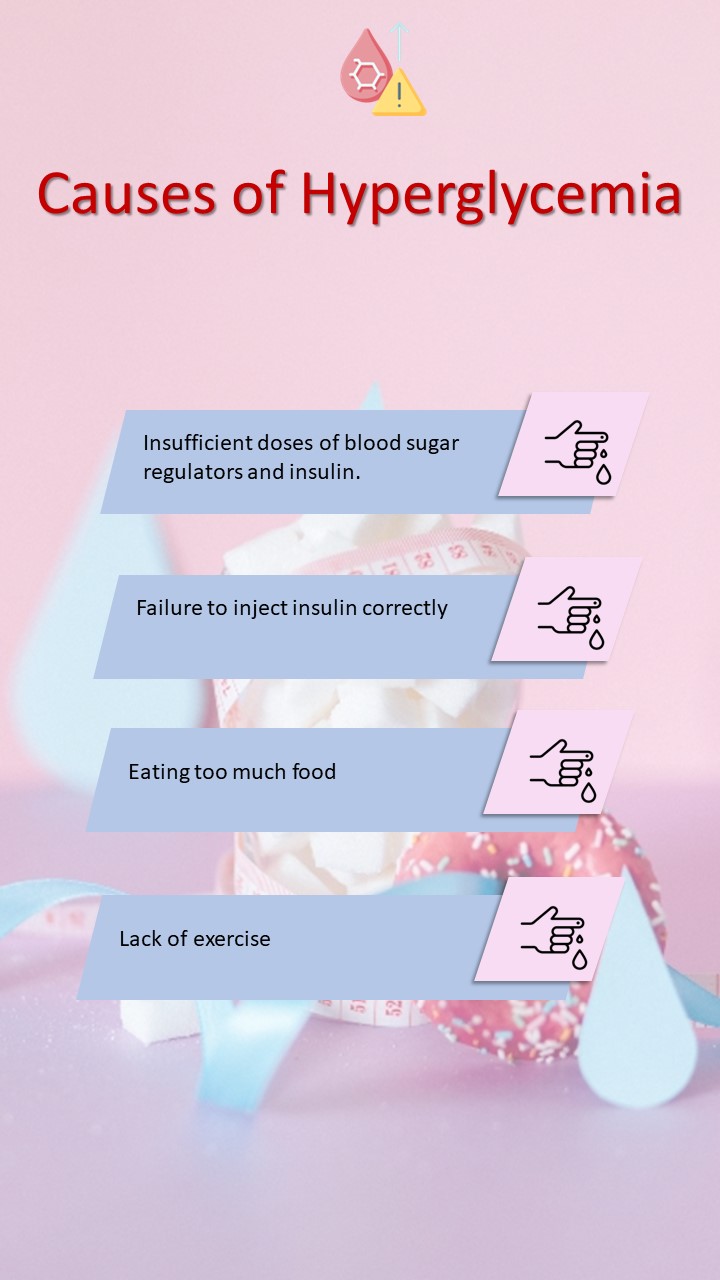 Causes of Hyperglycemia
Insufficient doses of blood sugar
regulators and insulin.
Failure to inject insulin correctly
Eating too much food
Lack of exercise